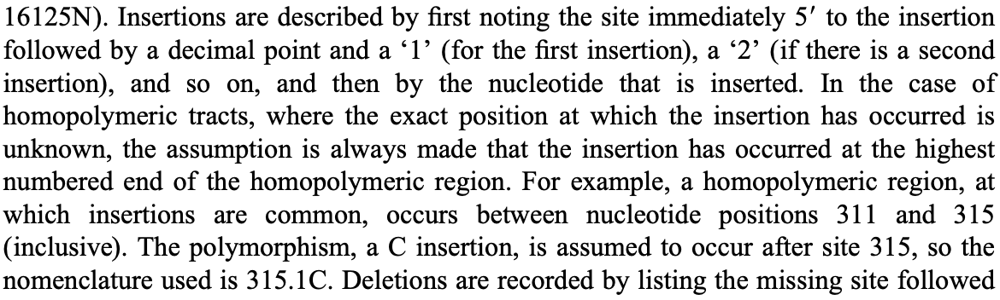 16125N). Insertions are described by first noting the site immediately 5′ to the insertion
followed by a decimal point and a ‘1’ (for the first insertion), a ‘2’ (if there is a second
insertion), and so on, and then by the nucleotide that is inserted. In the case of
homopolymeric tracts, where the exact position at which the insertion has occurred is
unknown, the assumption is always made that the insertion has occurred at the highest
numbered end of the homopolymeric region. For example, a homopolymeric region, at
which insertions are common, occurs between nucleotide positions 311 and 315
(inclusive). The polymorphism, a C insertion, is assumed to occur after site 315, so the
nomenclature used is 315.1C. Deletions are recorded by listing the missing site followed